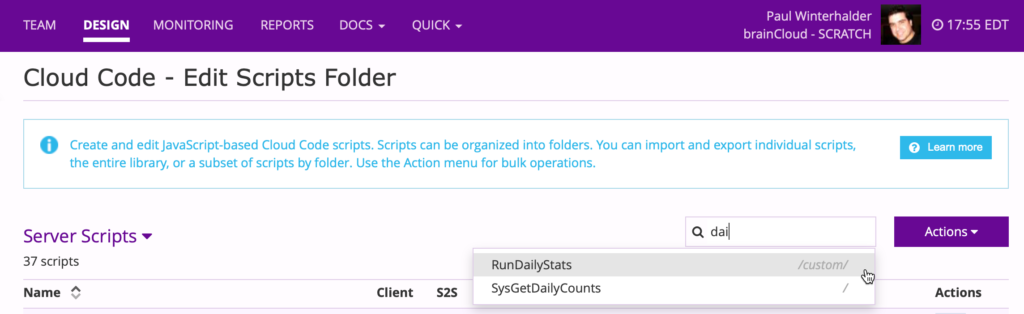 TEAM DESIGN MONITORING REPORTS DOCS QUICK
Paul Winterhalder
brainCloud - SCRATCH
17:55 EDT
Cloud Code - Edit Scripts Folder
Create and edit JavaScript-based Cloud Code scripts. Scripts can be organized into folders. You can import and export individual scripts,
the entire library, or a subset of scripts by folder. Use the Action menu for bulk operations.
Learn more
Server Scripts
dai
Actions
37 scripts
RunDailyStats /custom/
SysGetDailyCounts /
Name Client S2S Actions